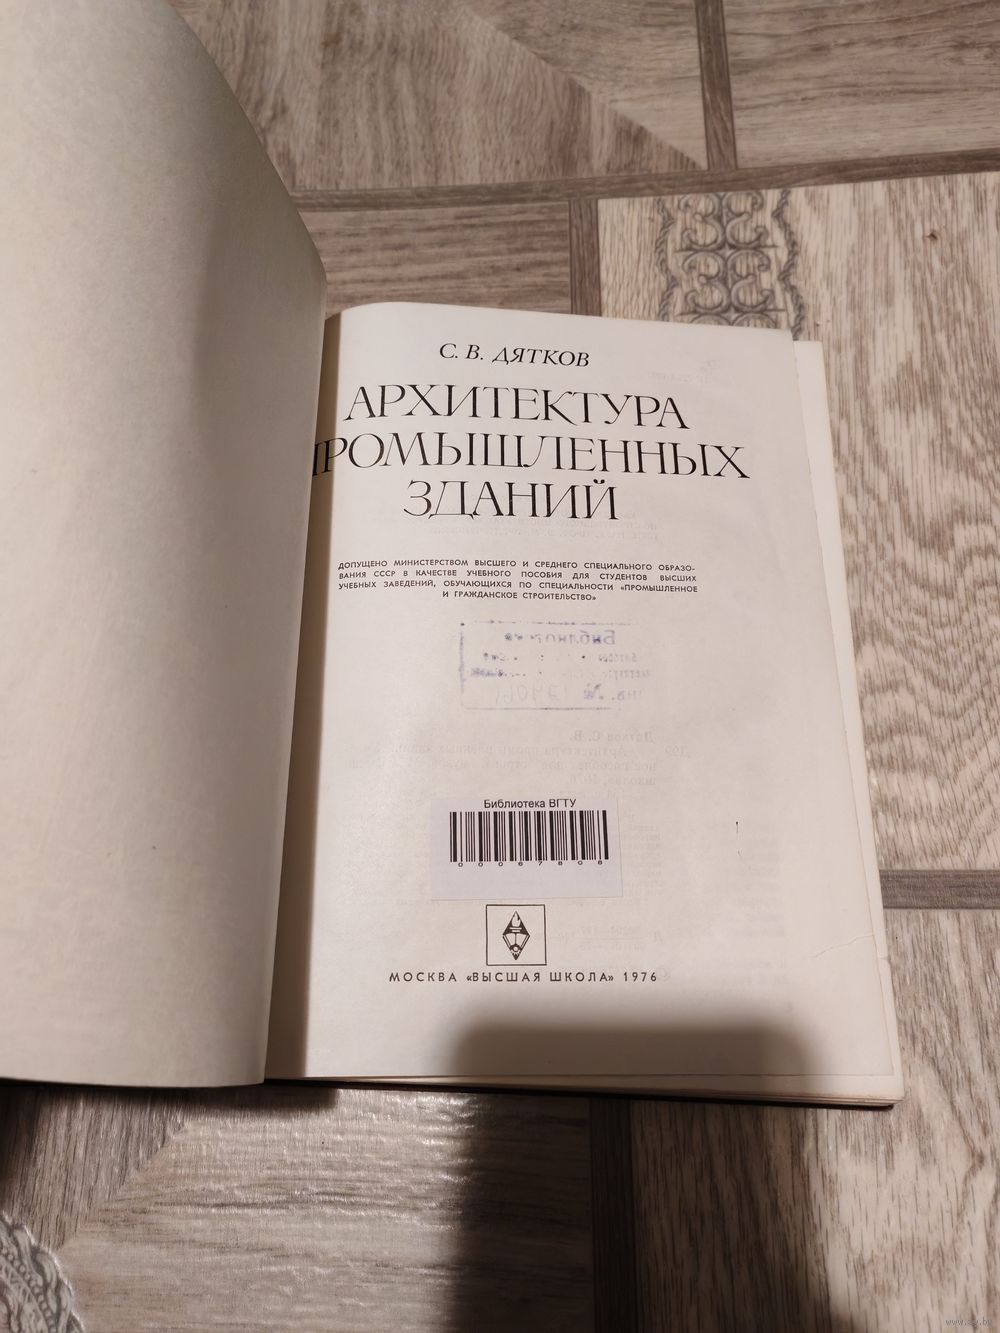 С. В. ДЯТКОВ
АРХИТЕКТУРА
ПРОМЫШЛЕННЫХ
ЗДАНИЙ
ДОПУЩЕНО МИНИСТЕРСТВОМ ВЫСШЕГО И СРЕДНЕГО СПЕЦИАЛЬНОГО ОБРАЗО-
ВАНИЯ СССР В КАЧЕСТВЕ УЧЕБНОГО ПОСОБИЯ ДЛЯ СТУДЕНТОВ ВЫСШИХ
УЧЕБНЫХ ЗАВЕДЕНИЙ, ОБУЧАЮЩИХСЯ ПО СПЕЦИАЛЬНОСТИ «ПРОМЫШЛЕННОЕ
И ГРАЖДАНСКОЕ СТРОИТЕЛЬСТВО»
Библиотека ВГТУ
00067808
МОСКВА «ВЫСШАЯ ШКОЛА» 1976